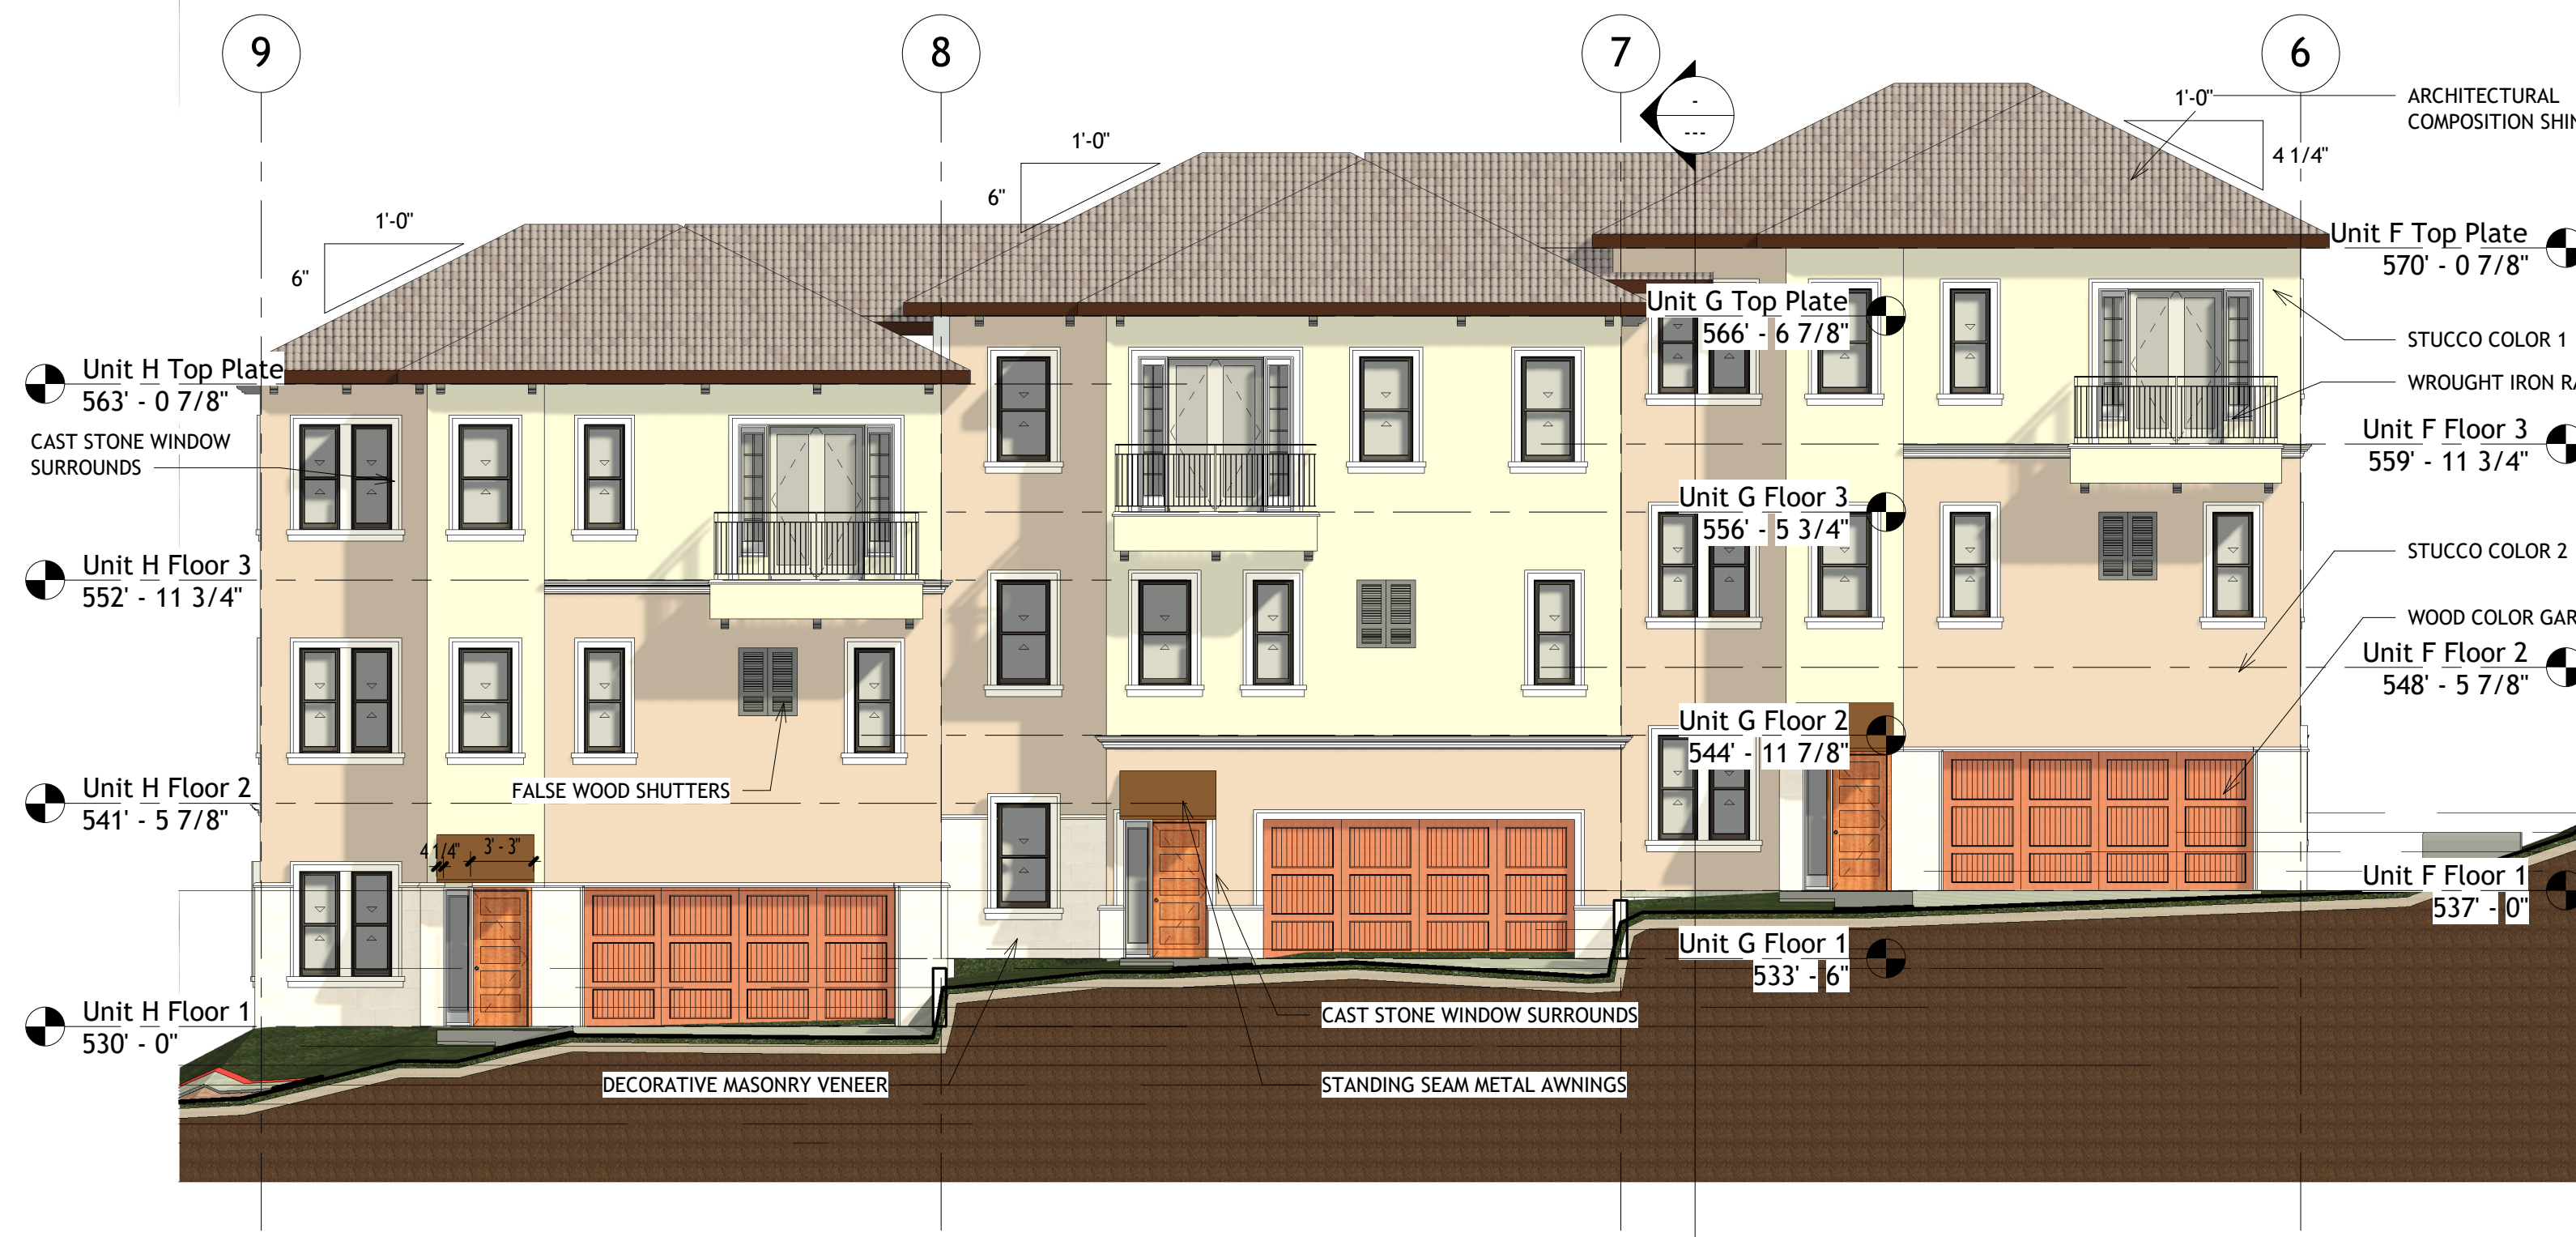 9
8
7
6
-
---
1'-0"
ARCHITECTURAL
COMPOSITION
4 1/4"
1'-0"
6"
1'-0"
6"
Unit F Top Plate
570' - 0 7/8"
Unit G Top Plate
566' - 6 7/8"
STUCCO COLOR 1
Unit H Top Plate
563' - 0 7/8"
WROUGHT IRON
CAST STONE WINDOW
SURROUNDS
Unit F Floor 3
559' - 11 3/4"
Unit G Floor 3
556' - 5 3/4"
STUCCO COLOR 2
Unit H Floor 3
552' - 11 3/4"
WOOD COLOR
Unit F Floor 2
548' - 5 7/8"
Unit G Floor 2
544' - 11 7/8"
FALSE WOOD SHUTTERS
Unit H Floor 2
541' - 5 7/8"
4 1/4"
3' - 3"
Unit F Floor 1
537' - 0"
Unit G Floor 1
533' - 6"
Unit H Floor 1
530' - 0"
CAST STONE WINDOW SURROUNDS
DECORATIVE MASONRY VENEER
STANDING SEAM METAL AWNINGS